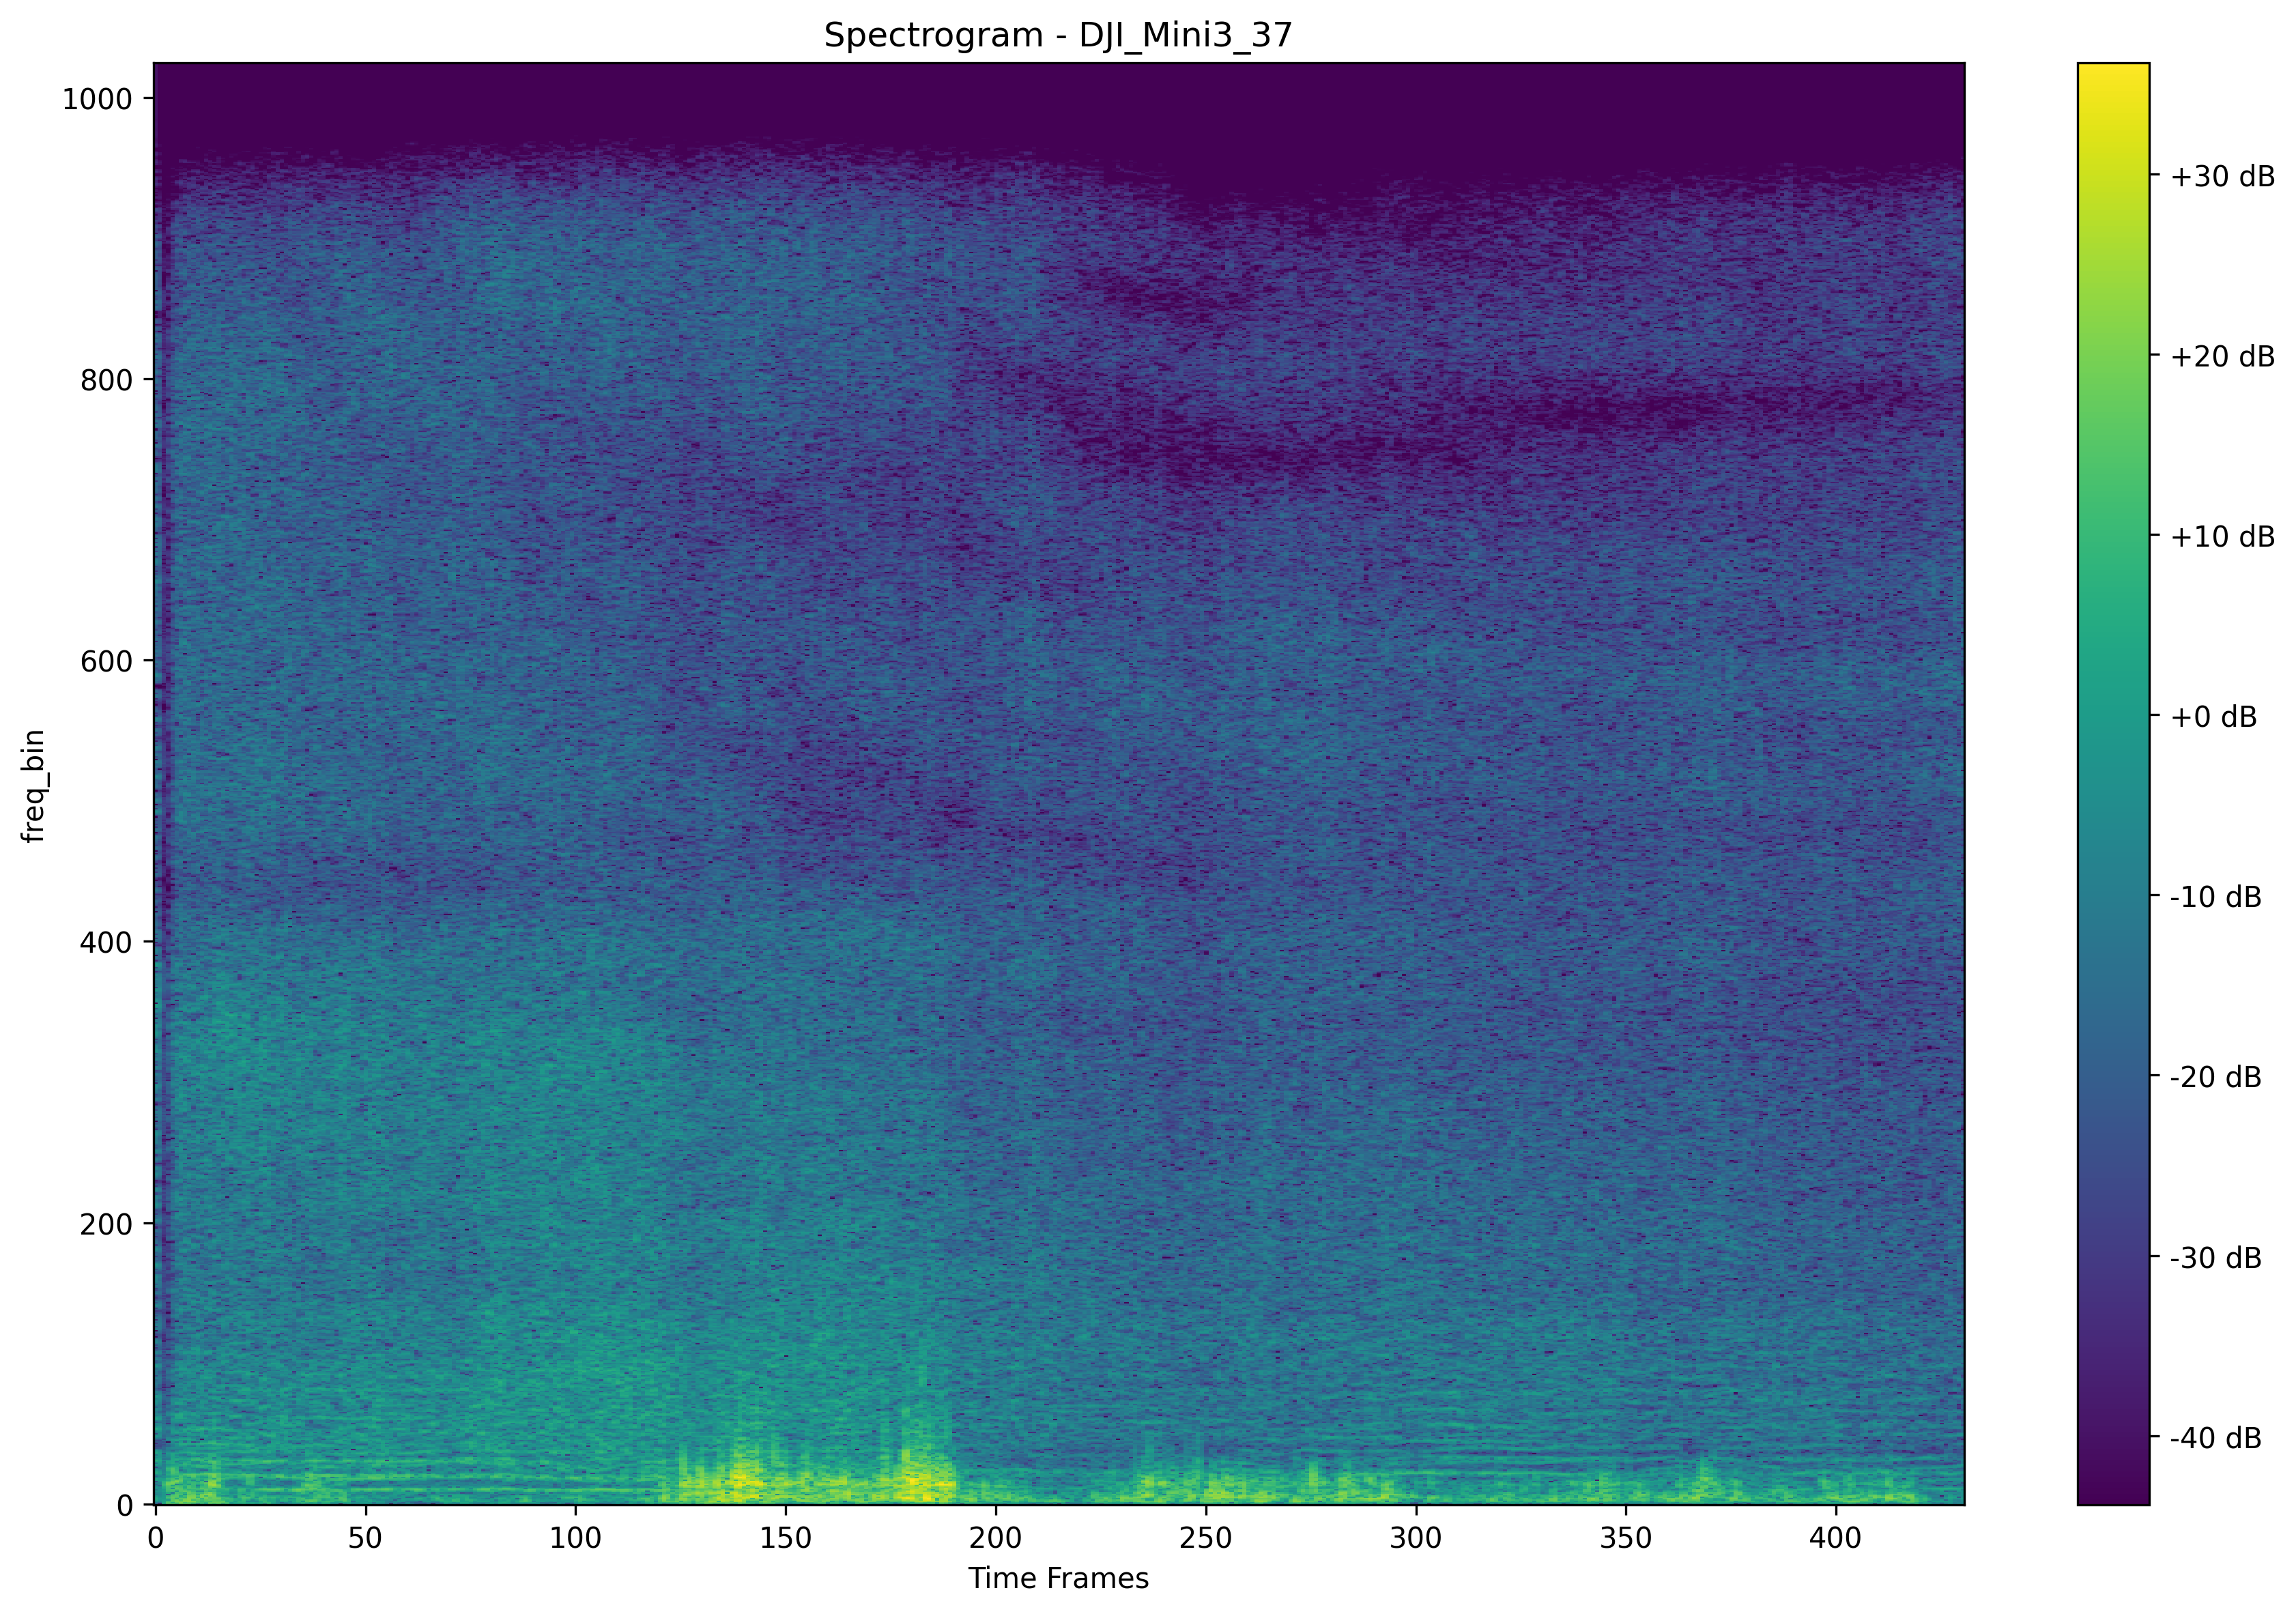 Spectrogram - DJI_Mini3_37
1000
800
600
400
200
0
freq_bin
0 50 100 150 200 250 300 350 400
Time Frames
+30 dB
+20 dB
+10 dB
+0 dB
-10 dB
-20 dB
-30 dB
-40 dB